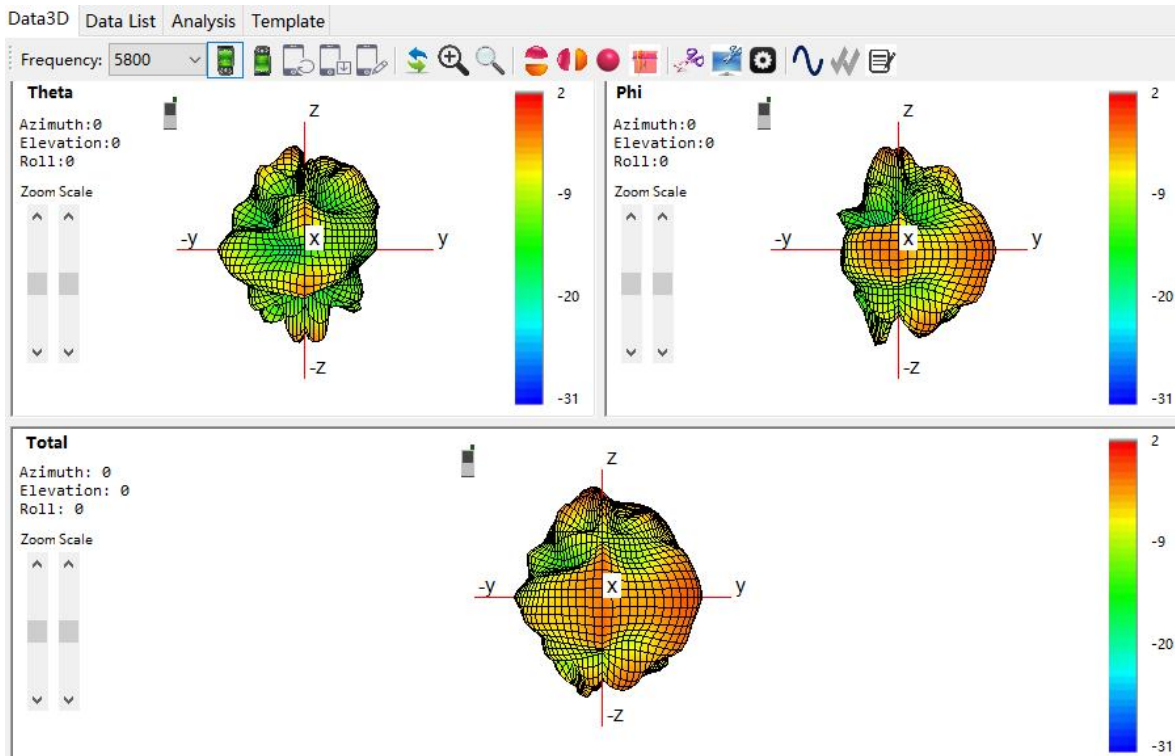 Data3D Data List Analysis Template
Frequency: 5800
Theta
Azimuth:0
Elevation:0
Roll:0
Zoom Scale
z
-y
x
y
-z
2
-9
-20
-31
Phi
Azimuth:0
Elevation:0
Roll:0
Zoom Scale
z
-y
x
y
-z
2
-9
-20
-31
Total
Azimuth: 0
Elevation: 0
Roll: 0
Zoom Scale
z
-y
x
y
-z
2
-9
-20
-31